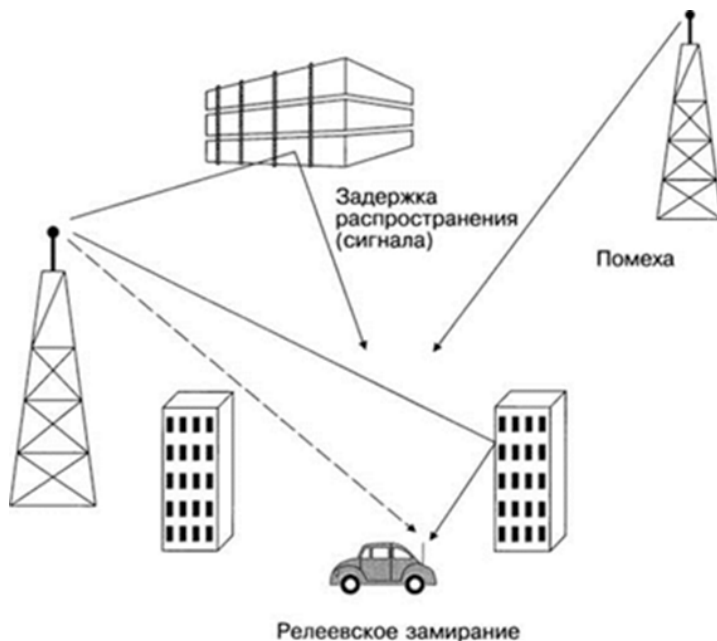 Задержка
распространения
(сигнала)
Помеха
Релеевское замирание